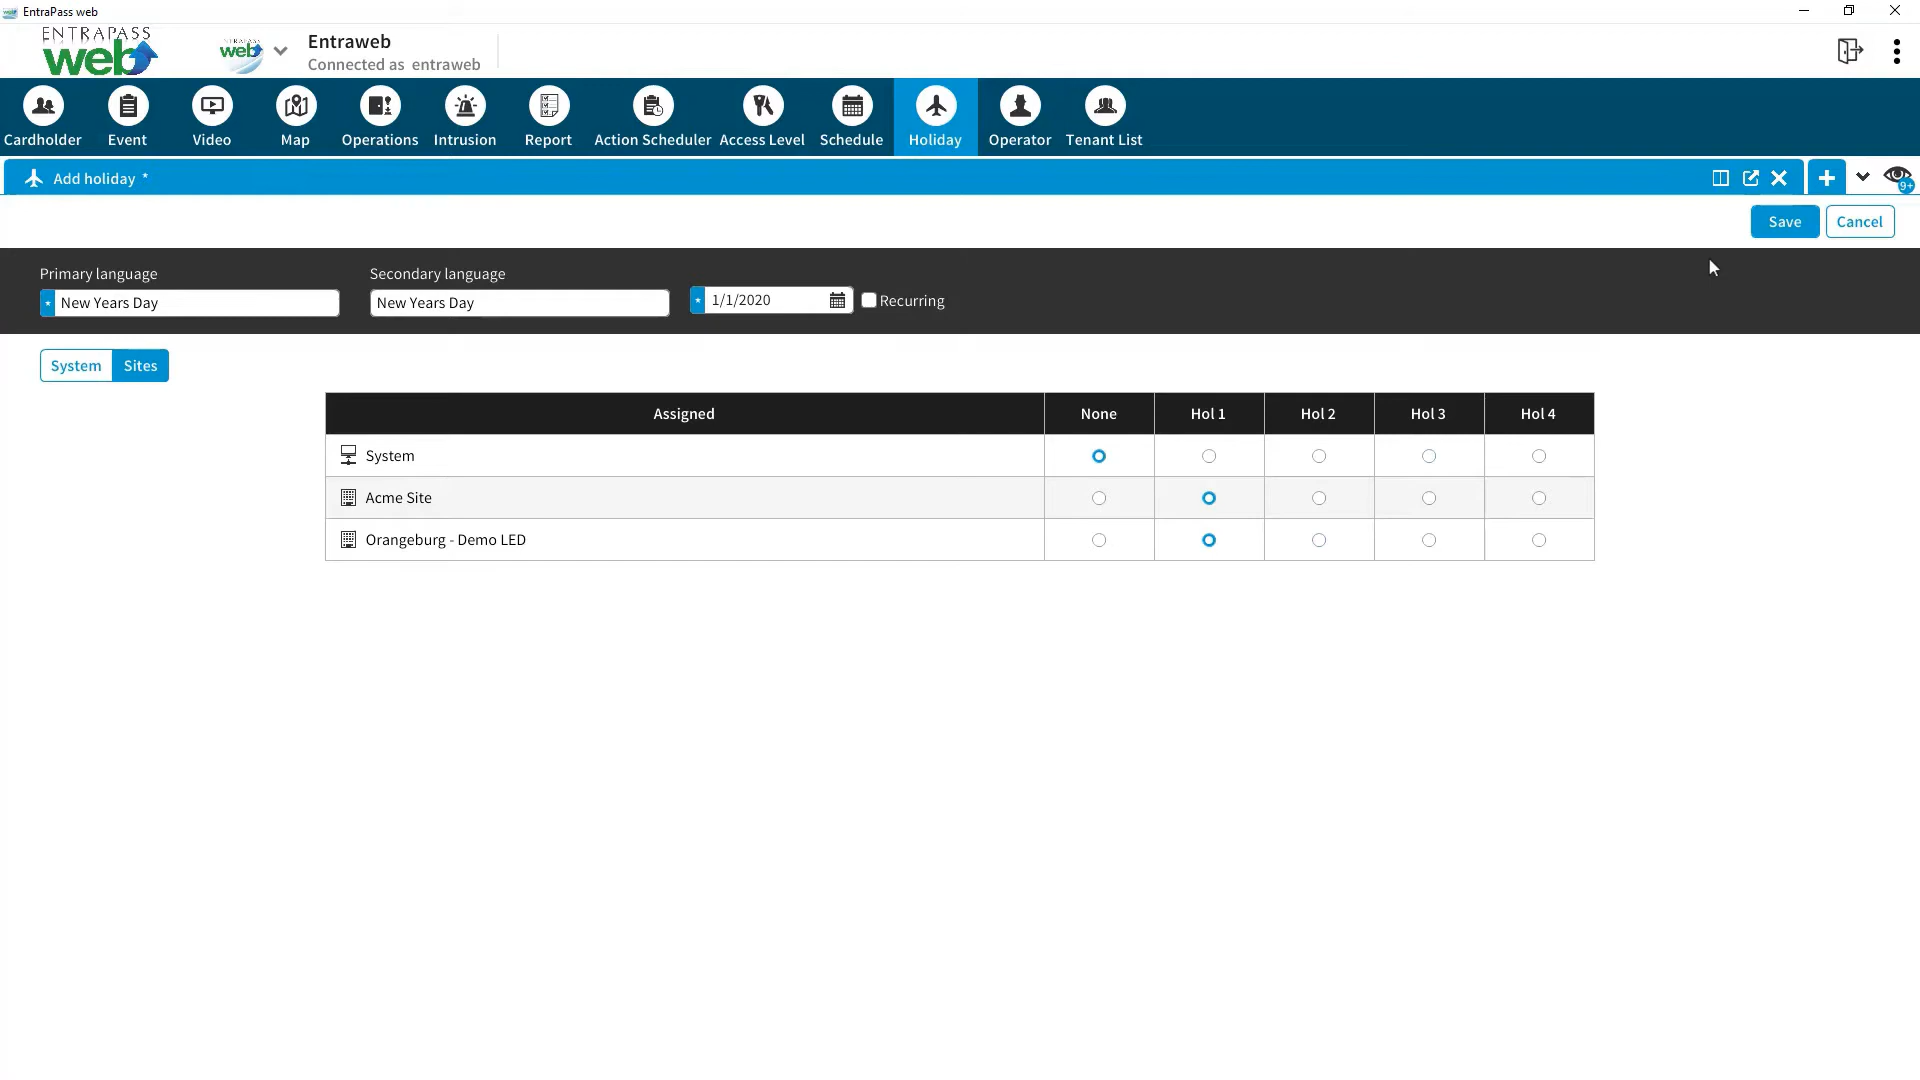 EntraPass web
ENTRAPASS
web
web
Entraweb
Connected as entraweb
Cardholder
Event
Video
Map
Operations
Intrusion
Report
Action Scheduler
Access Level
Schedule
Holiday
Operator
Tenant List
Add holiday *
9+
Save
Cancel
Primary language
Secondary language
* New Years Day
New Years Day
* 1/1/2020
Recurring
System
Sites
Assigned None Hol 1 Hol 2 Hol 3 Hol 4
System
Acme Site
Orangeburg - Demo LED